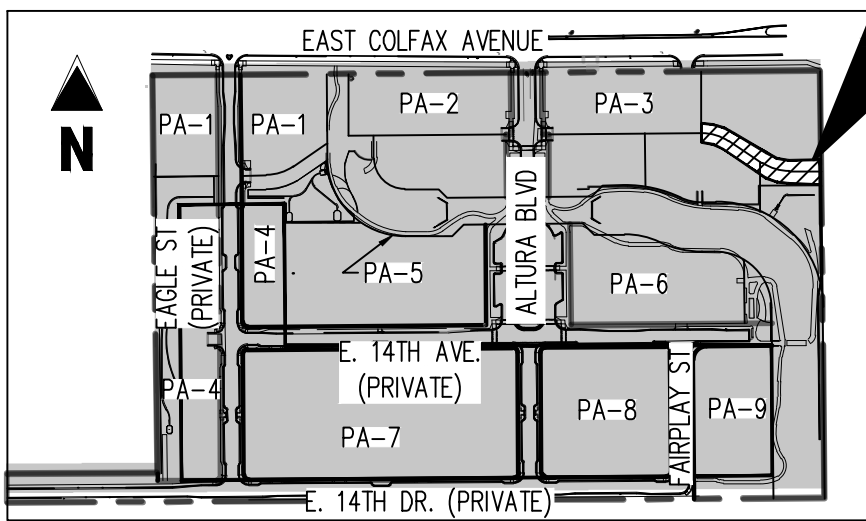 EAST COLFAX AVENUE
N
PA-1
PA-1
PA-2
PA-3
EAGLE ST
(PRIVATE)
PA-4
PA-5
ALTURA BLVD
PA-6
E. 14TH AVE.
(PRIVATE)
PA-4
PA-7
PA-8
FAIRPLAY ST
PA-9
E. 14TH DR. (PRIVATE)